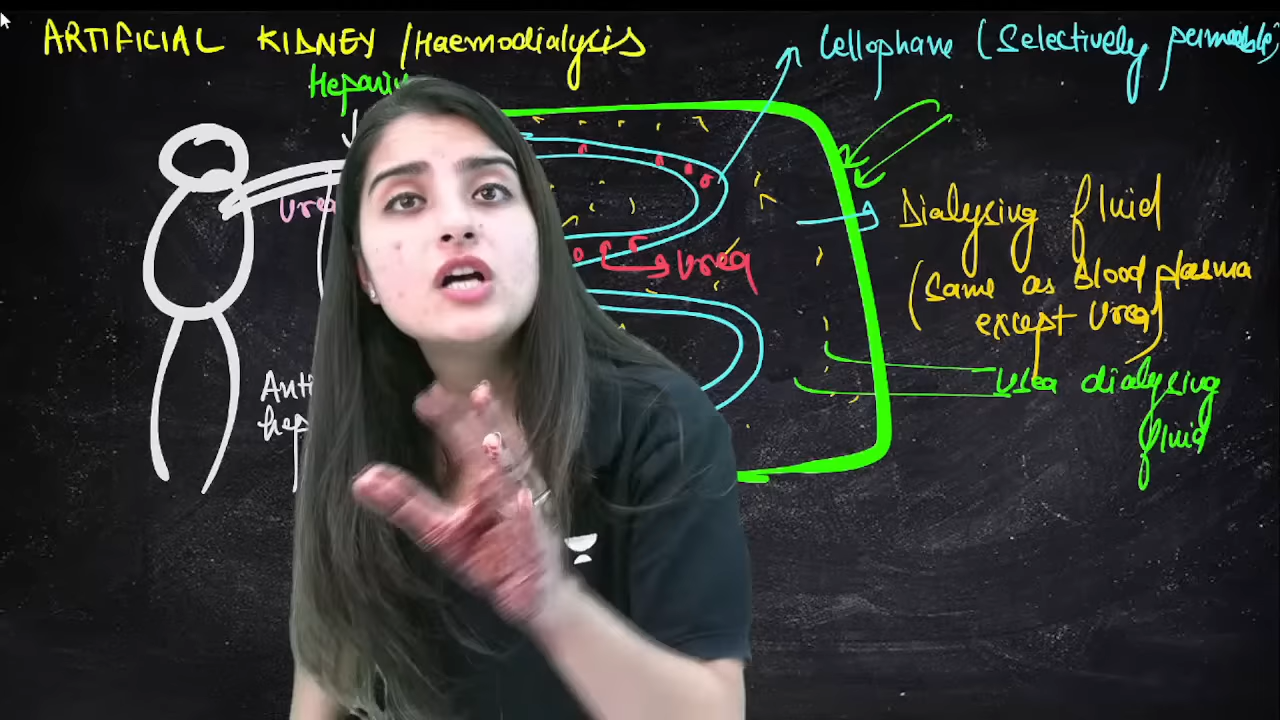 ARTIFICIAL KIDNEY / Haemodialysis
Cellophane (Selectively permeable)
Urea
Dialysing fluid
(Same as Blood plasma
except Urea)
Urea dialysing
fluid